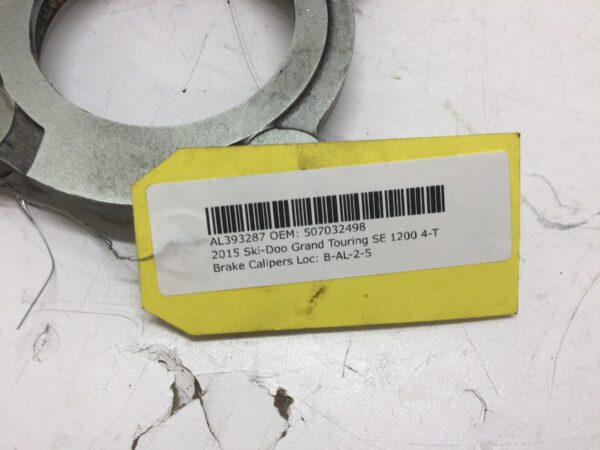 AL393287 OEM: 507032498
2015 Ski-Doo Grand Touring SE 1200 4-T
Brake Calipers Loc: B-AL-2-5